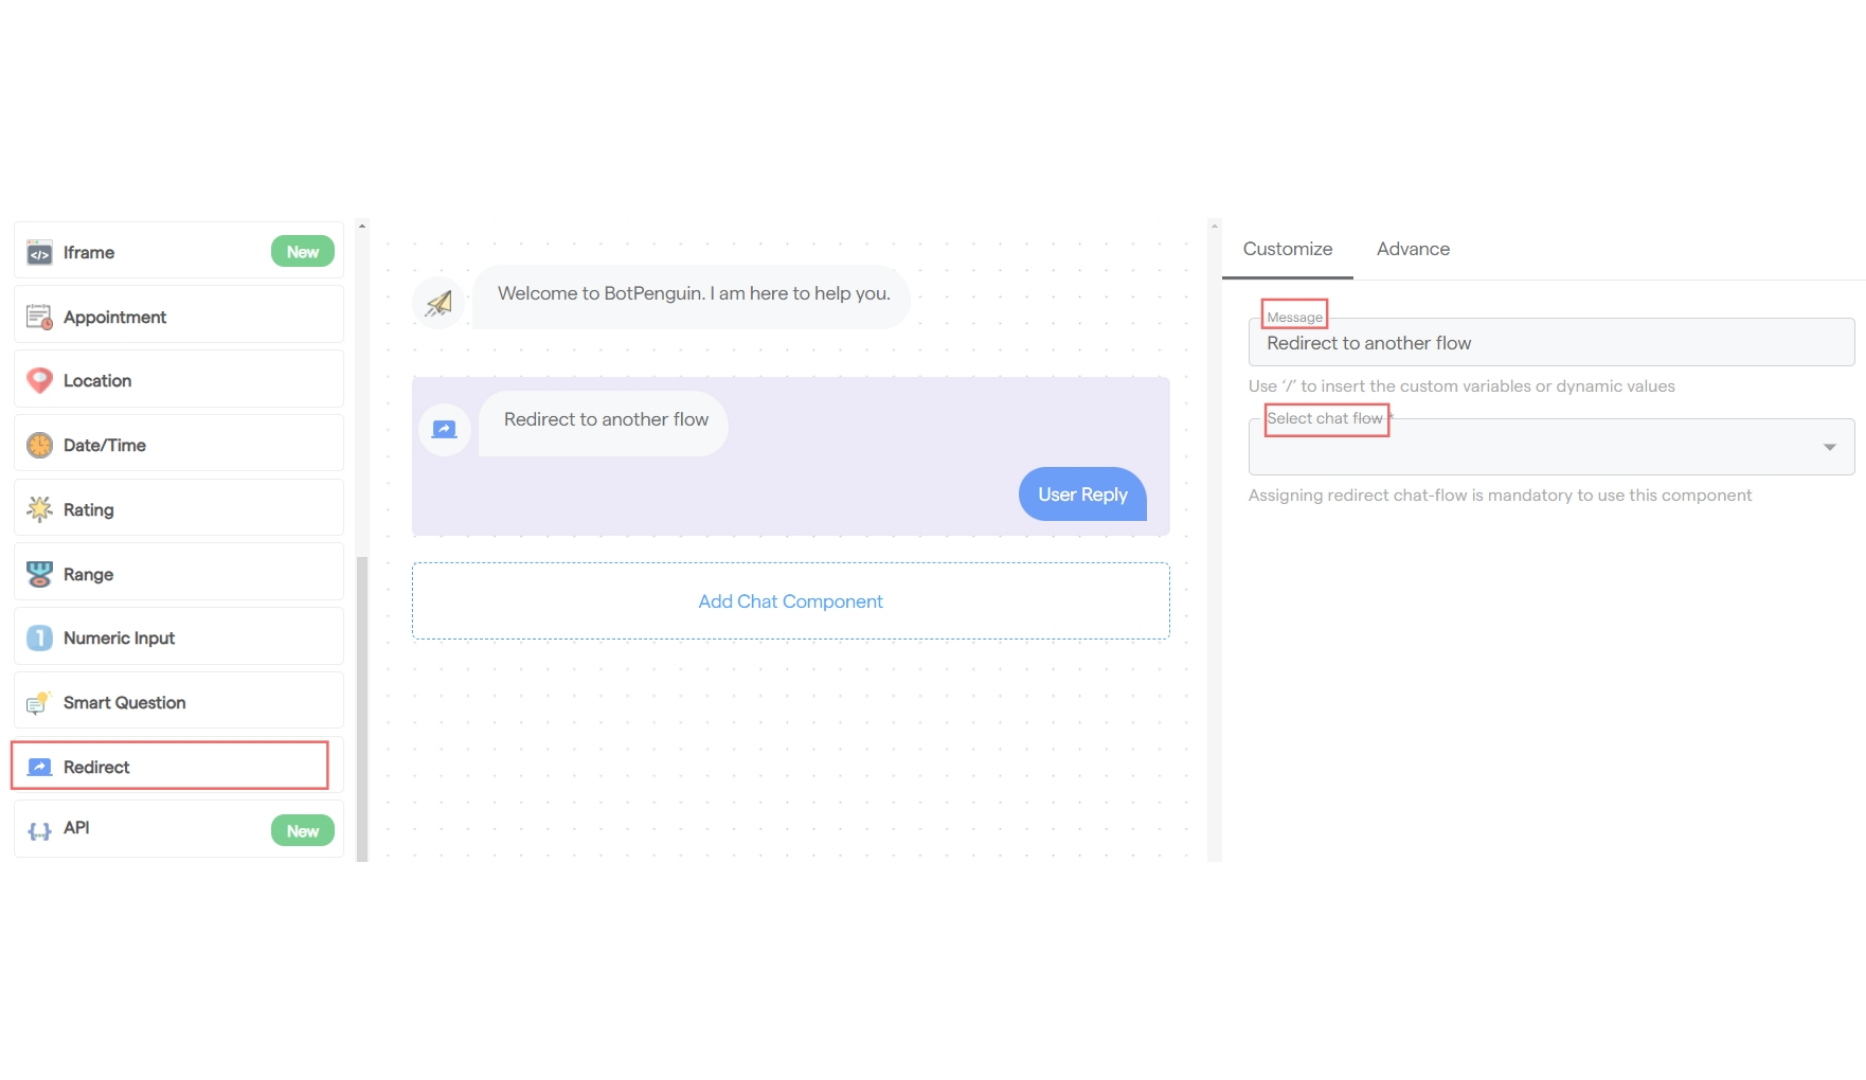 Iframe
New
Appointment
Location
Date/Time
Rating
Range
1
Numeric Input
Smart Question
Redirect
API
New
Welcome to BotPenguin. I am here to help you.
Redirect to another flow
User Reply
Add Chat Component
Customize
Advance
Message
Redirect to another flow
Use ‘/’ to insert the custom variables or dynamic values
Select chat flow *
Assigning redirect chat-flow is mandatory to use this component